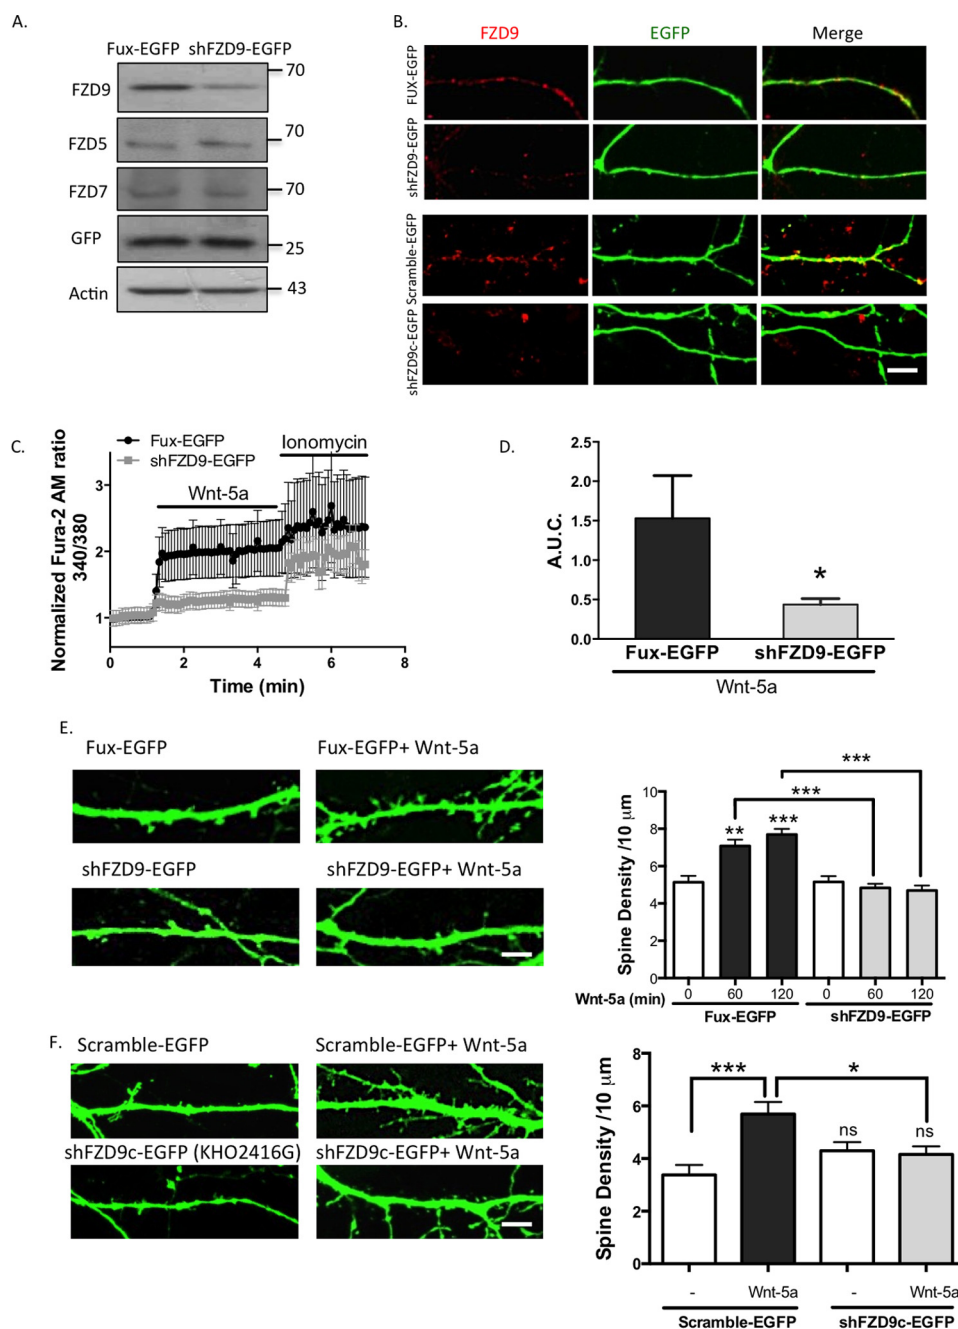 A.
Fux-EGFP shFZD9-EGFP
FZD9
70
FZD5
70
FZD7
70
GFP
25
Actin
43
B.
FZD9 EGFP Merge
FUX-EGFP
shFZD9-EGFP
Scramble-EGFP
shFZD9c-EGFP
C.
Fux-EGFP
shFZD9-EGFP
Ionomycin
Wnt-5a
Normalized Fura-2 AM ratio
340/380
3
2
1
0 2 4 6 8
Time (min)
D.
A.U.C.
2.5
2.0
1.5
1.0
0.5
0.0
*
Fux-EGFP shFZD9-EGFP
Wnt-5a
E.
Fux-EGFP
Fux-EGFP+ Wnt-5a
shFZD9-EGFP
shFZD9-EGFP+ Wnt-5a
Spine Density /10 μm
10
8
6
4
2
0
***
***
** ***
Wnt-5a (min) 0 60 120 0 60 120
Fux-EGFP shFZD9-EGFP
F.
Scramble-EGFP
Scramble-EGFP+ Wnt-5a
shFZD9c-EGFP (KHO2416G)
shFZD9c-EGFP+ Wnt-5a
Spine Density /10 μm
8
6
4
2
0
*** *
ns ns
- Wnt-5a - Wnt-5a
Scramble-EGFP shFZD9c-EGFP